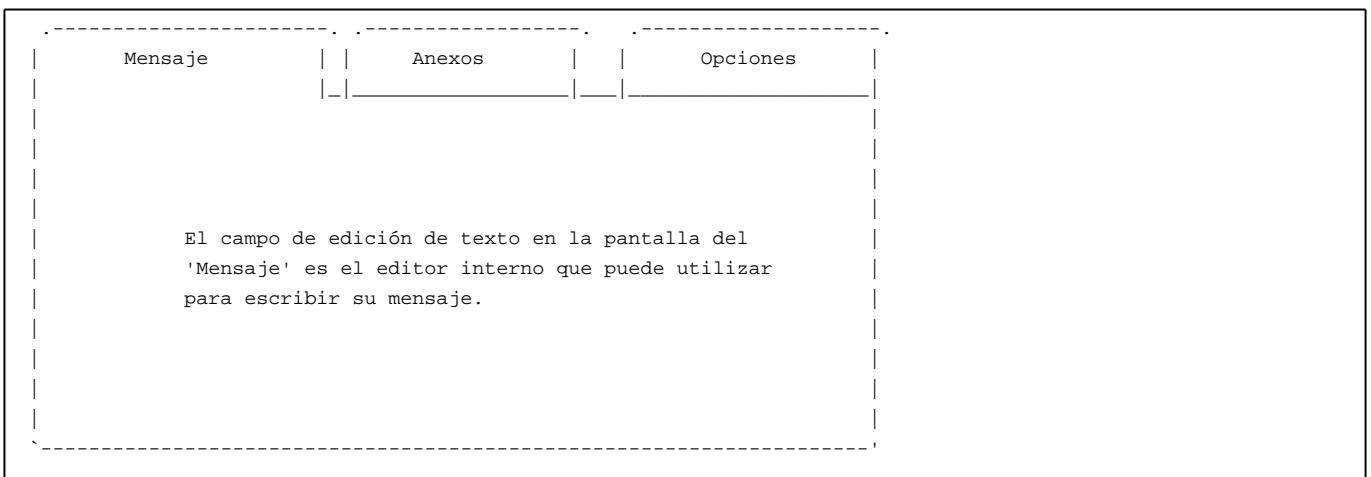 Mensaje Anexos Opciones
El campo de edición de texto en la pantalla del
'Mensaje' es el editor interno que puede utilizar
para escribir su mensaje.